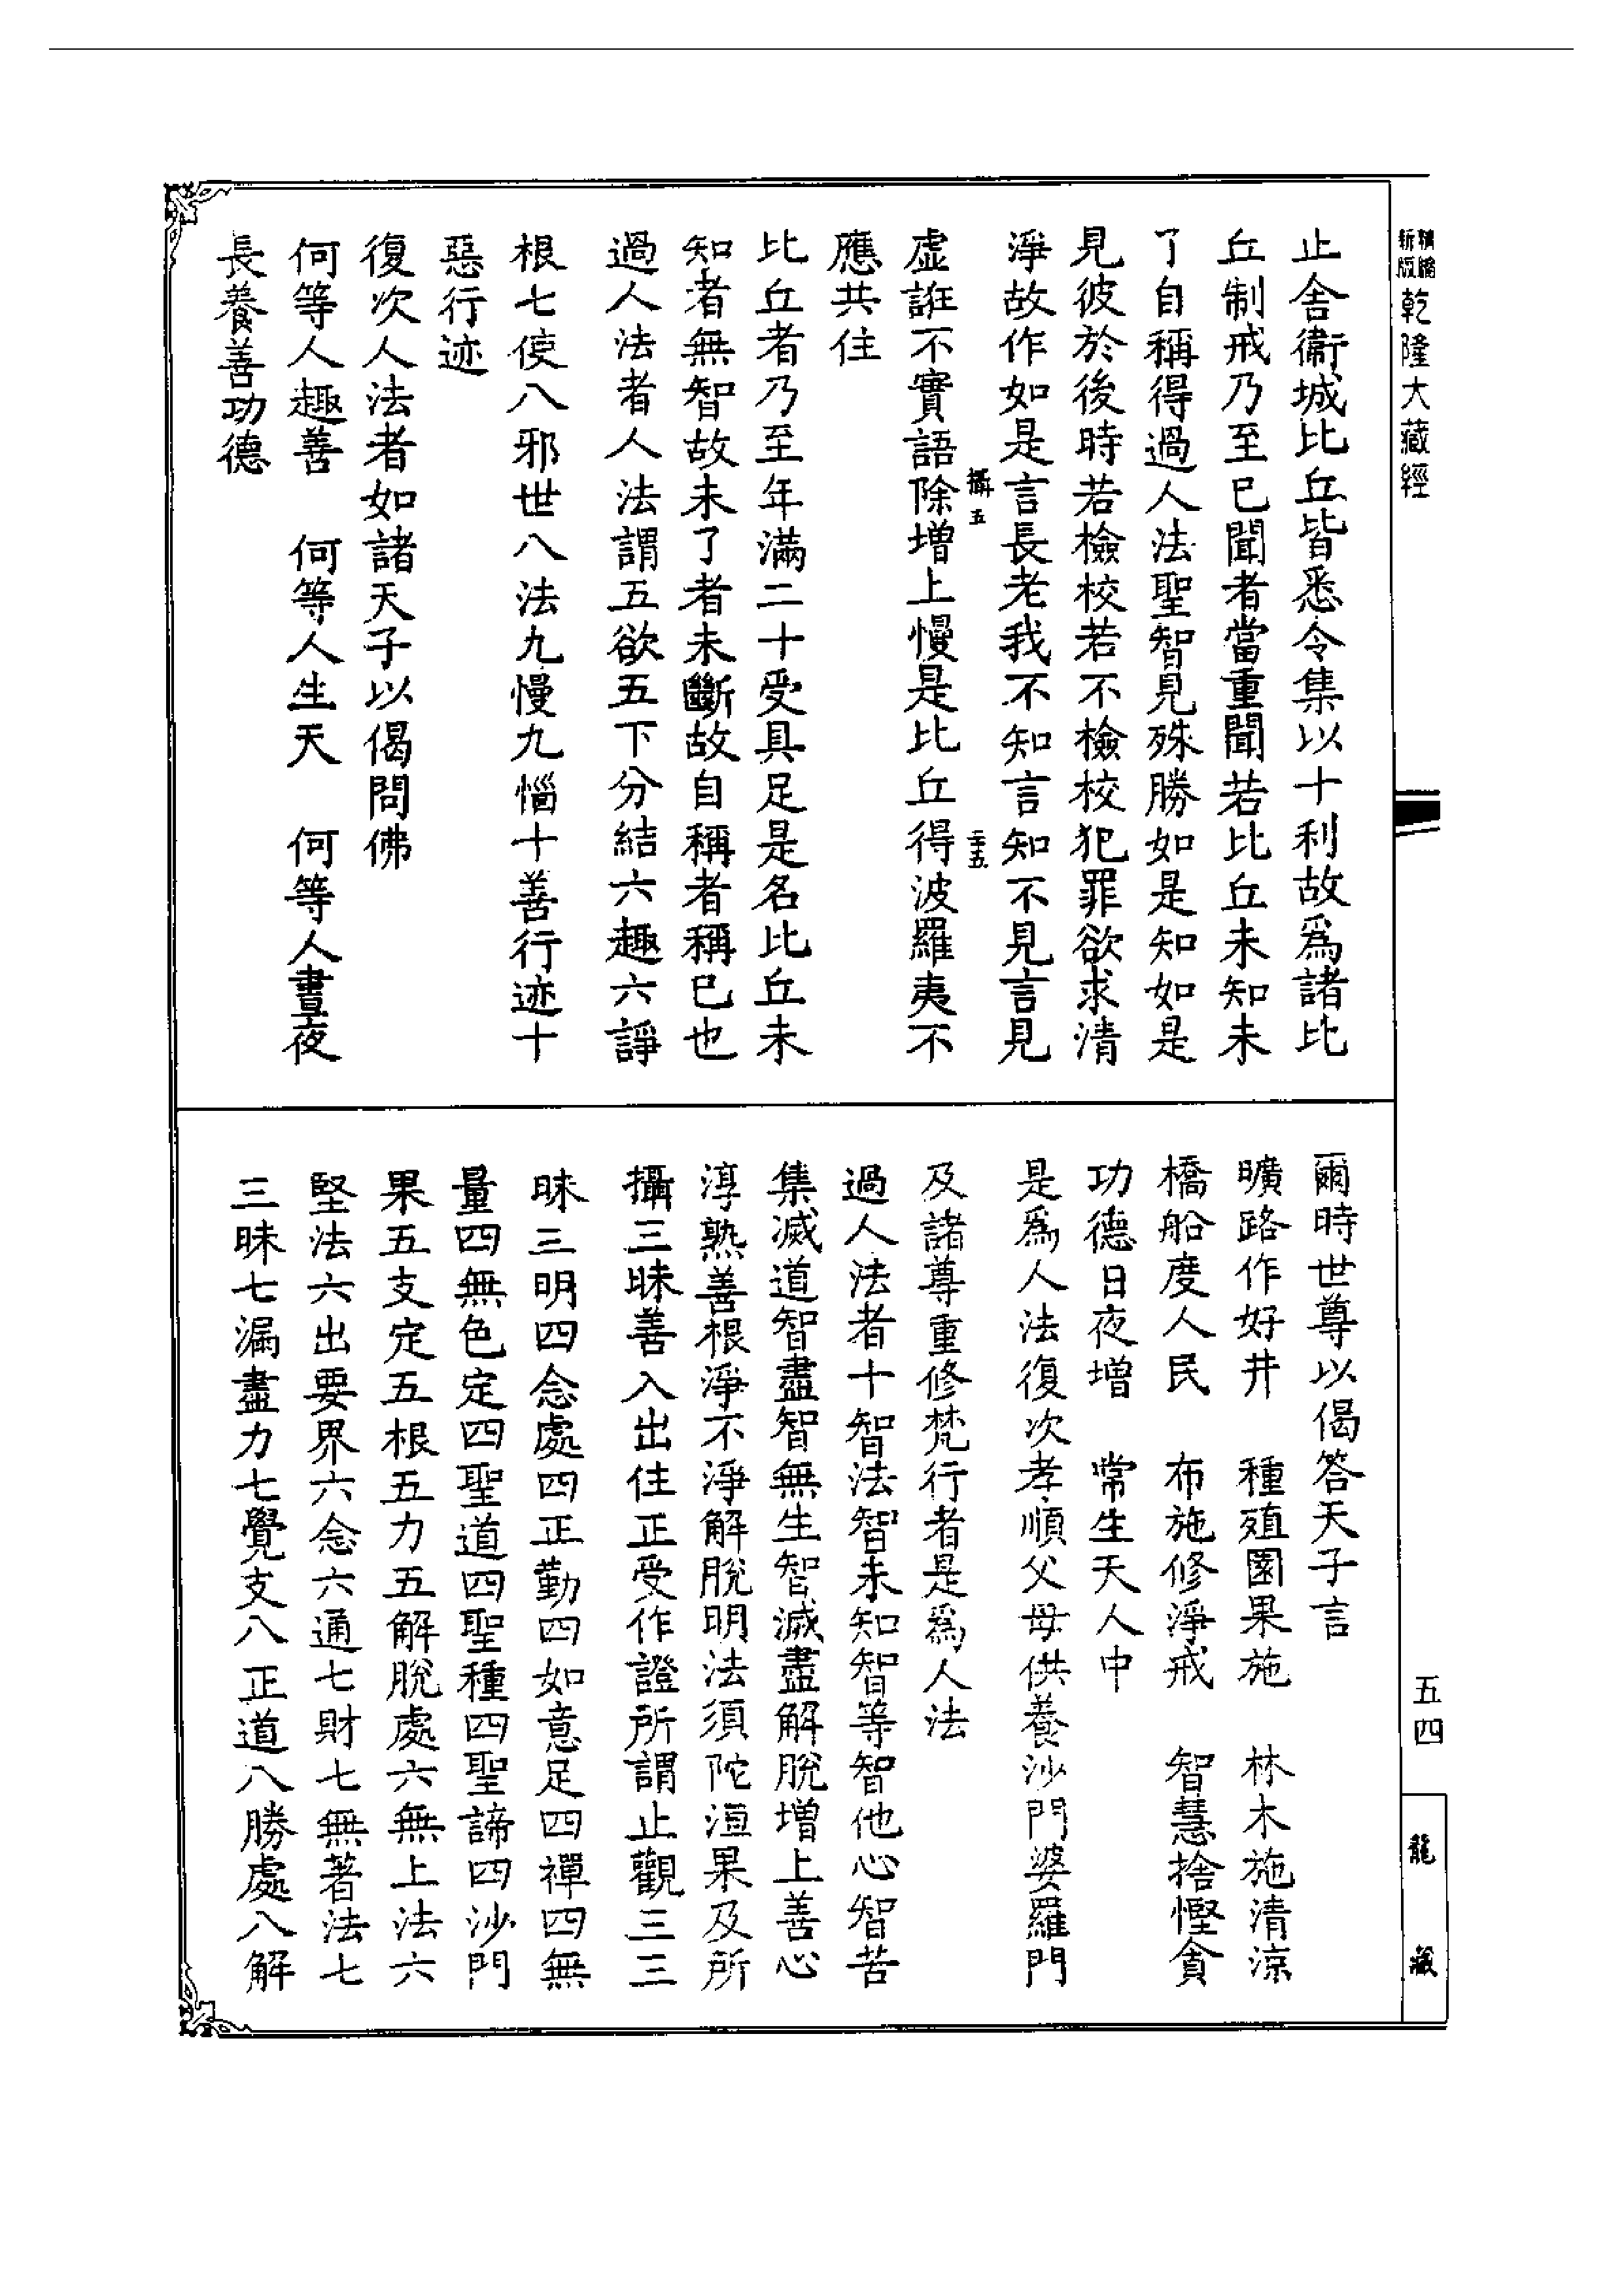 精縮
新版
乾隆大藏經
止舍衞城比丘皆悉令集以十利故爲諸比
丘制戒乃至已聞者當重聞若比丘未知未
了自稱得過人法聖智見殊勝如是知如是
見彼於後時若檢校若不檢校犯罪欲求清
淨故作如是言長老我不知言知不見言見
攝五
二十五
虛誑不實語除增上慢是比丘得波羅夷不
應共住
比丘者乃至年滿二十受具足是名比丘未
知者無智故未了者未斷故自稱者稱已也
過人法者人法謂五欲五下分結六趣六諍
根七使八邪世八法九慢九惱十善行迹十
惡行迹
復次人法者如諸天子以偈問佛
何等人趣善　何等人生天　何等人晝夜
長養善功德
爾時世尊以偈答天子言
曠路作好井　種殖園果施　林木施清涼
橋船度人民　布施修淨戒　智慧捨慳貪
功德日夜增　常生天人中
是爲人法復次孝順父母供養沙門婆羅門
及諸尊重修梵行者是爲人法
過人法者十智法智未知智等智他心智苦
集滅道智盡智無生智滅盡解脫增上善心
淳熟善根淨不淨解脫明法須陀洹果及所
攝三昧善入出住正受作證所謂止觀三三
昧三明四念處四正勤四如意足四禪四無
量四無色定四聖道四聖種四聖諦四沙門
果五支定五根五力五解脫處六無上法六
堅法六出要界六念六通七財七無著法七
三昧七漏盡力七覺支八正道八勝處八解
五四
龍藏